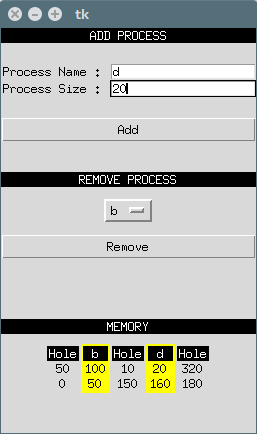 tk
ADD PROCESS
Process Name : d
Process Size : 20
Add
REMOVE PROCESS
b
Remove
MEMORY
Hole b Hole d Hole
50 100 10 20 320
0 50 150 160 180